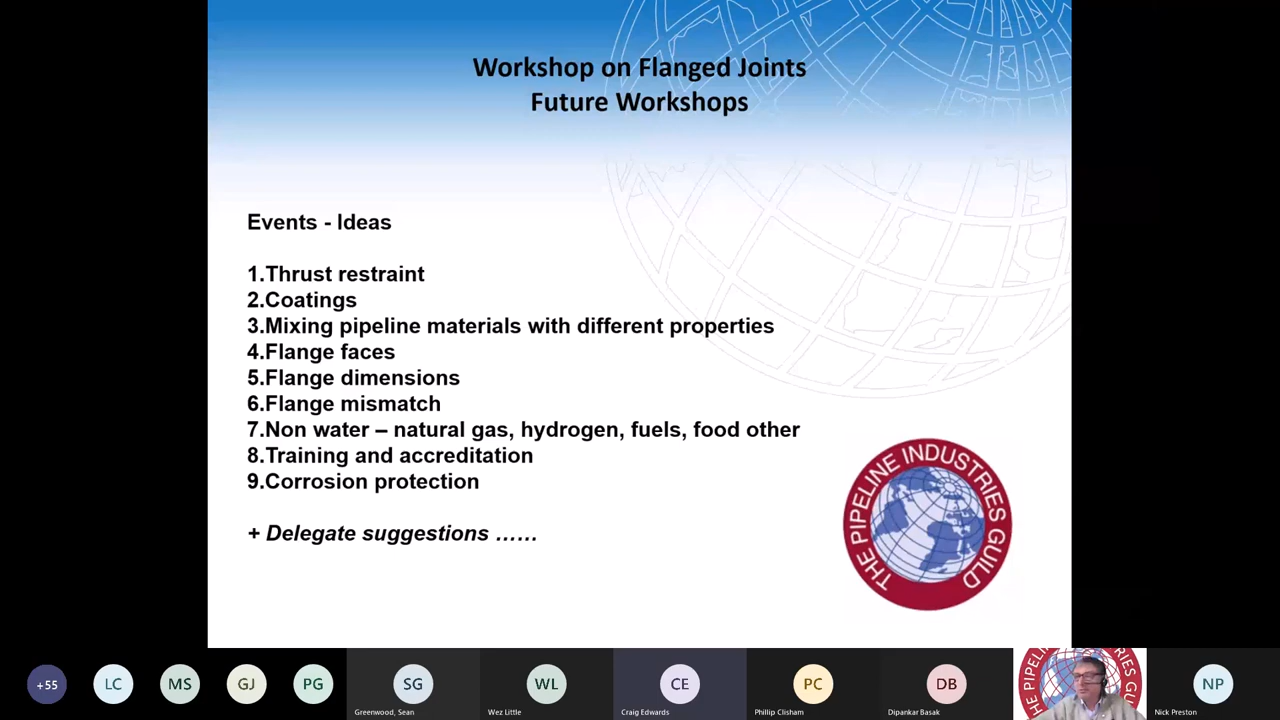 Workshop on Flanged Joints
Future Workshops
Events - Ideas
1.Thrust restraint
2.Coatings
3.Mixing pipeline materials with different properties
4.Flange faces
5.Flange dimensions
6.Flange mismatch
7.Non water – natural gas, hydrogen, fuels, food other
8.Training and accreditation
9.Corrosion protection
+ Delegate suggestions ……
THE PIPELINE INDUSTRIES GUILD
+55
LC
MS
GJ
PG
SG
Greenwood, Sean
WL
Wez Little
CE
Craig Edwards
PC
Phillip Clisham
DB
Dipankar Basak
NP
Nick Preston